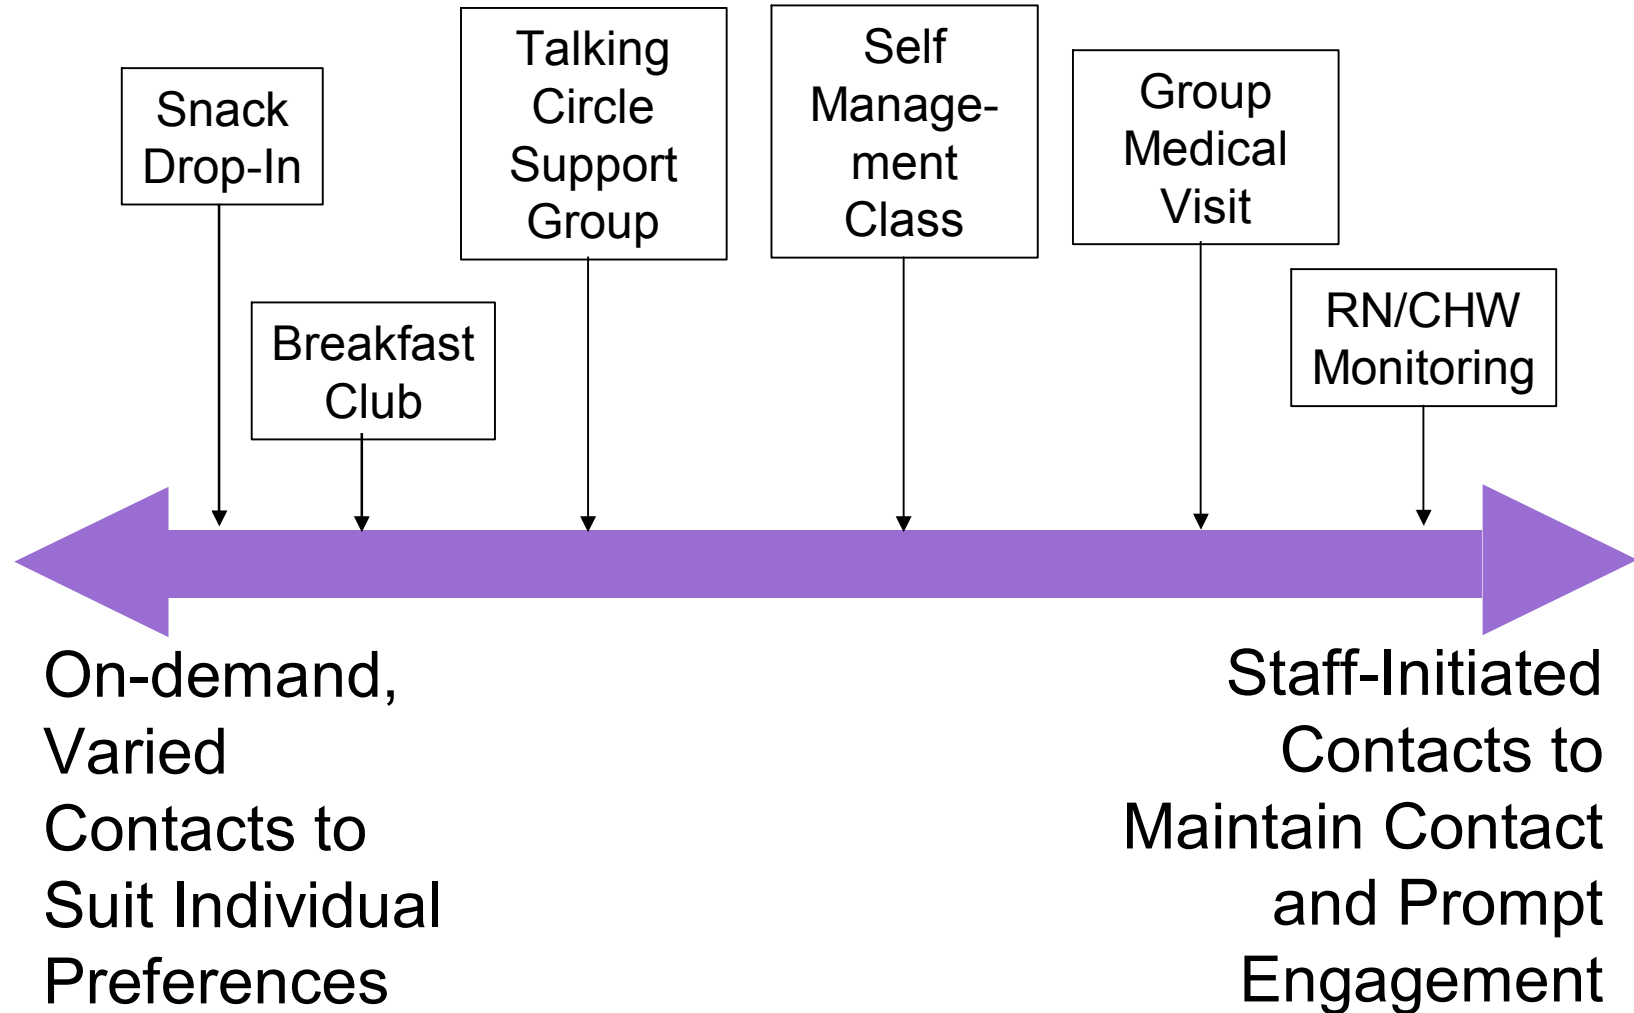 Snack
Drop-In
Breakfast
Club
Talking
Circle
Support
Group
Self
Manage-
ment
Class
Group
Medical
Visit
RN/CHW
Monitoring
On-demand,
Varied
Contacts to
Suit Individual
Preferences
Staff-Initiated
Contacts to
Maintain Contact
and Prompt
Engagement